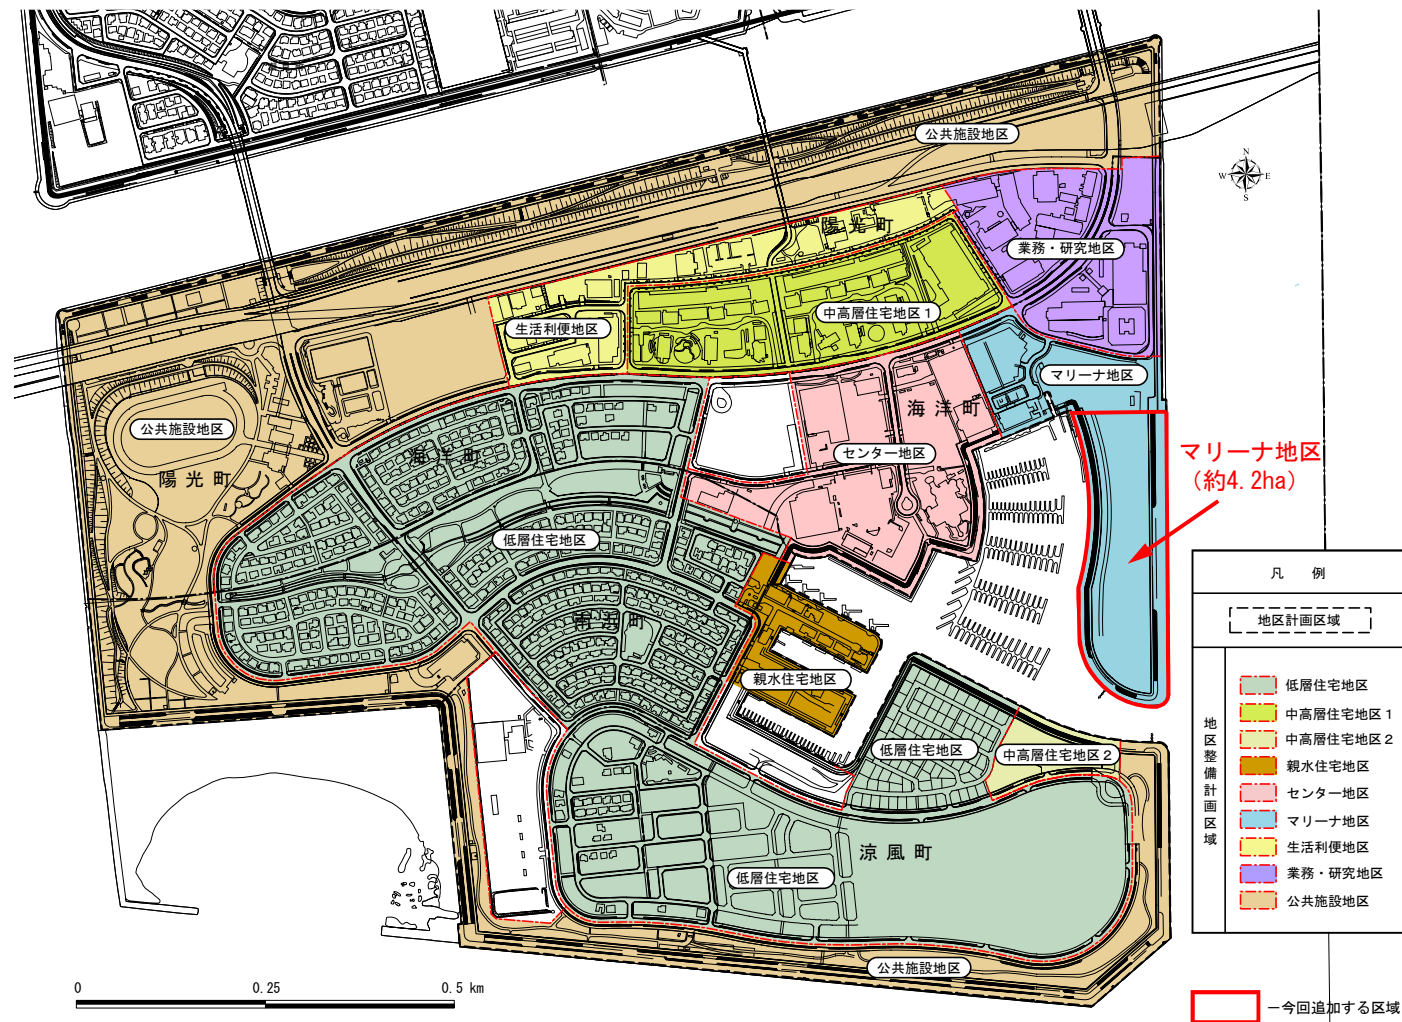 公共施設地区
N
W
E
S
陽光町
業務・研究地区
中高層住宅地区1
生活利便地区
マリーナ地区
海洋町
公共施設地区
陽光町
海洋町
センター地区
マリーナ地区
(約4.2ha)
低層住宅地区
南浜町
親水住宅地区
低層住宅地区
中高層住宅地区2
涼風町
低層住宅地区
公共施設地区
凡 例
地区計画区域
地区整備計画区域
低層住宅地区
中高層住宅地区1
中高層住宅地区2
親水住宅地区
センター地区
マリーナ地区
生活利便地区
業務・研究地区
公共施設地区
0 0.25 0.5 km
―今回追加する区域